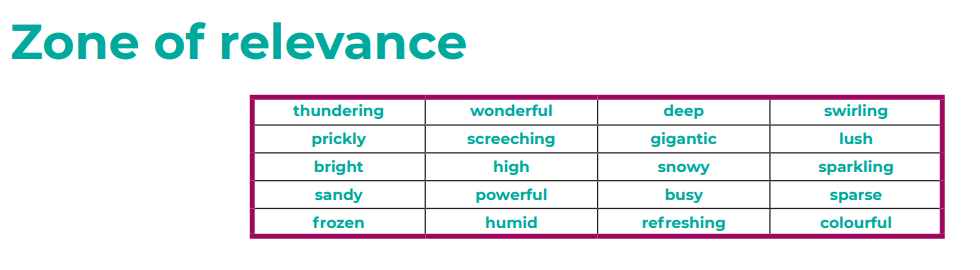 Zone of relevance
thundering wonderful deep swirling
prickly screeching gigantic lush
bright high snowy sparkling
sandy powerful busy sparse
frozen humid refreshing colourful